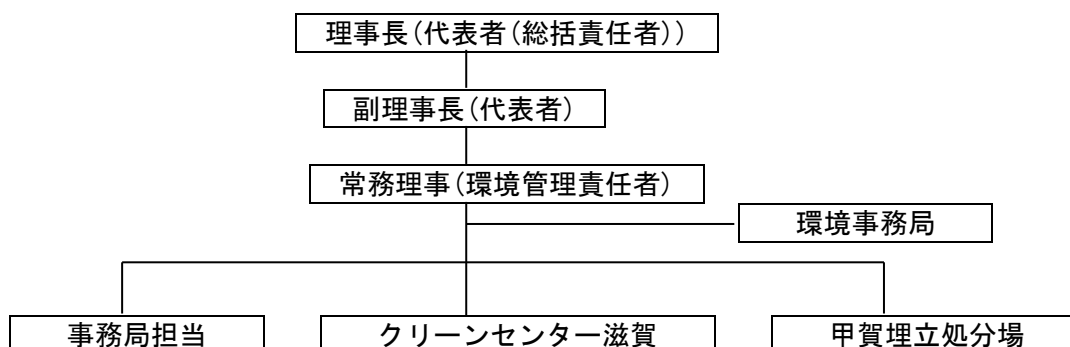 理事長（代表者（総括責任者））
副理事長（代表者）
常務理事（環境管理責任者）
環境事務局
事務局担当
クリーンセンター滋賀
甲賀埋立処分場